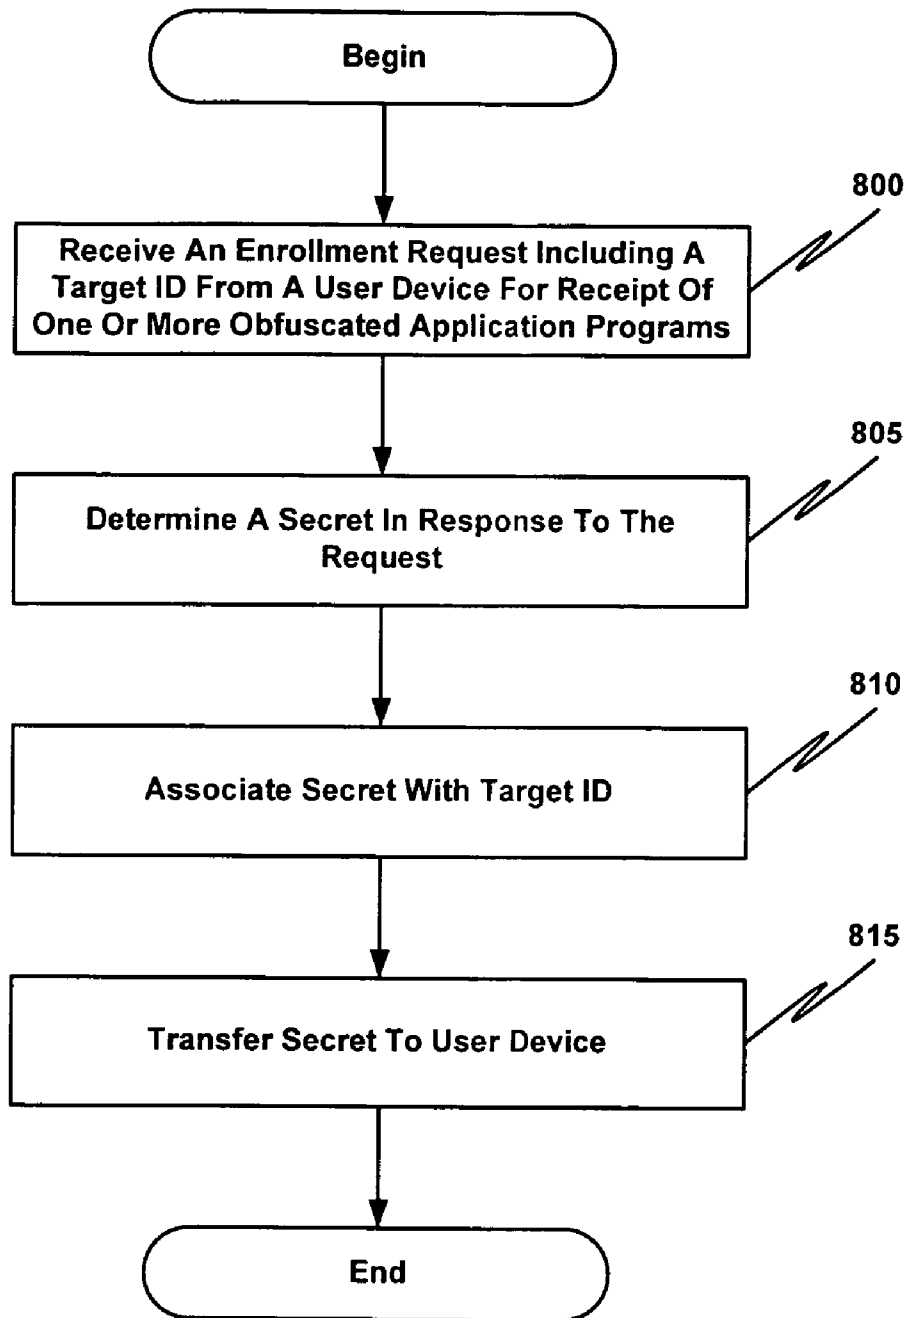 Begin
800
Receive An Enrollment Request Including A
Target ID From A User Device For Receipt Of
One Or More Obfuscated Application Programs
805
Determine A Secret In Response To The
Request
810
Associate Secret With Target ID
815
Transfer Secret To User Device
End